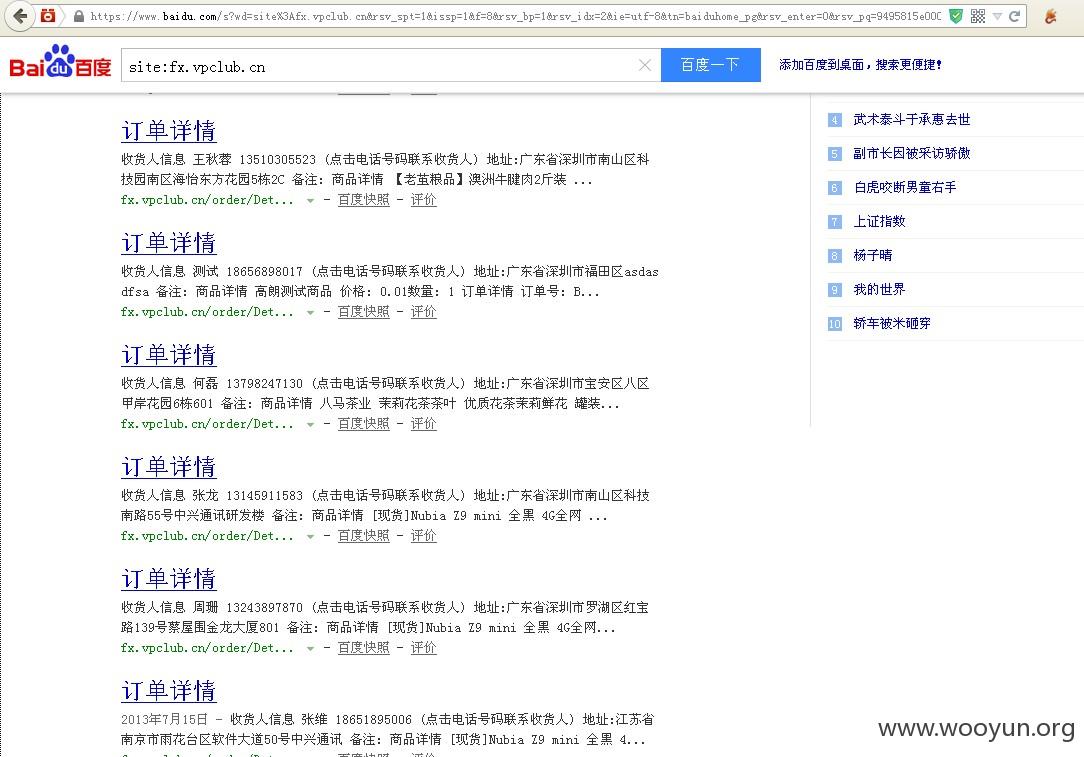 https://www.baidu.com/s?wd=site%3Afx.vpclub.cn&rsv_spt=1&issp=1&f=8&rsv_bp=1&rsv_idx=2&ie=utf-8&tn=baiduhome_pg&rsv_enter=0&rsv_pq=9495815e000
Bai du 百度
site:fx.vpclub.cn
百度一下
添加百度到桌面，搜索更便捷！
订单详情
收货人信息 王秋蓉 13510305523 (点击电话号码联系收货人) 地址:广东省深圳市南山区科
技园南区海怡东方花园5栋2C 备注: 商品详情 【老茧粮品】澳洲牛腱肉2斤装 ...
fx.vpclub.cn/order/Det... - 百度快照 - 评价
订单详情
收货人信息 测试 18656898017 (点击电话号码联系收货人) 地址:广东省深圳市福田区asdas
dfsa 备注: 商品详情 高朗测试商品 价格: 0.01数量: 1 订单详情 订单号: B...
fx.vpclub.cn/order/Det... - 百度快照 - 评价
订单详情
收货人信息 何磊 13798247130 (点击电话号码联系收货人) 地址:广东省深圳市宝安区八区
甲岸花园6栋601 备注: 商品详情 八马茶业 茉莉花茶茶叶 优质花茶茉莉鲜花 罐装...
fx.vpclub.cn/order/Det... - 百度快照 - 评价
订单详情
收货人信息 张龙 13145911583 (点击电话号码联系收货人) 地址:广东省深圳市南山区科技
南路55号中兴通讯研发楼 备注: 商品详情 [现货]Nubia Z9 mini 全黑 4G全网 ...
fx.vpclub.cn/order/Det... - 百度快照 - 评价
订单详情
收货人信息 周珊 13243897870 (点击电话号码联系收货人) 地址:广东省深圳市罗湖区红宝
路139号蔡屋围金龙大厦801 备注: 商品详情 [现货]Nubia Z9 mini 全黑 4G全网...
fx.vpclub.cn/order/Det... - 百度快照 - 评价
订单详情
2013年7月15日 - 收货人信息 张维 18651895006 (点击电话号码联系收货人) 地址:江苏省
南京市雨花台区软件大道50号中兴通讯 备注: 商品详情 [现货]Nubia Z9 mini 全黑 4...
4 武术泰斗于承惠去世
5 副市长因被采访骄傲
6 白虎咬断男童右手
7 上证指数
8 杨子晴
9 我的世界
10 轿车被米砸穿
www.wooyun.org